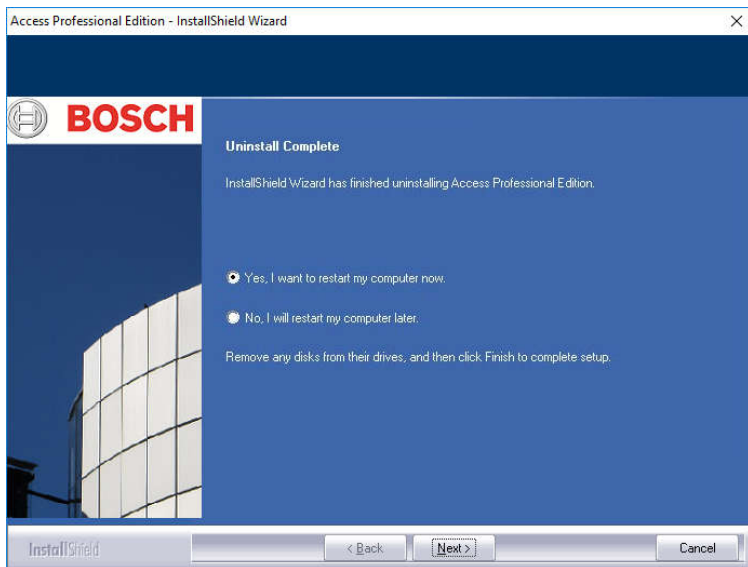 Access Professional Edition - InstallShield Wizard
BOSCH
Uninstall Complete
InstallShield Wizard has finished uninstalling Access Professional Edition.
Yes, I want to restart my computer now.
No, I will restart my computer later.
Remove any disks from their drives, and then click Finish to complete setup.
InstallShield
< Back
Next >
Cancel